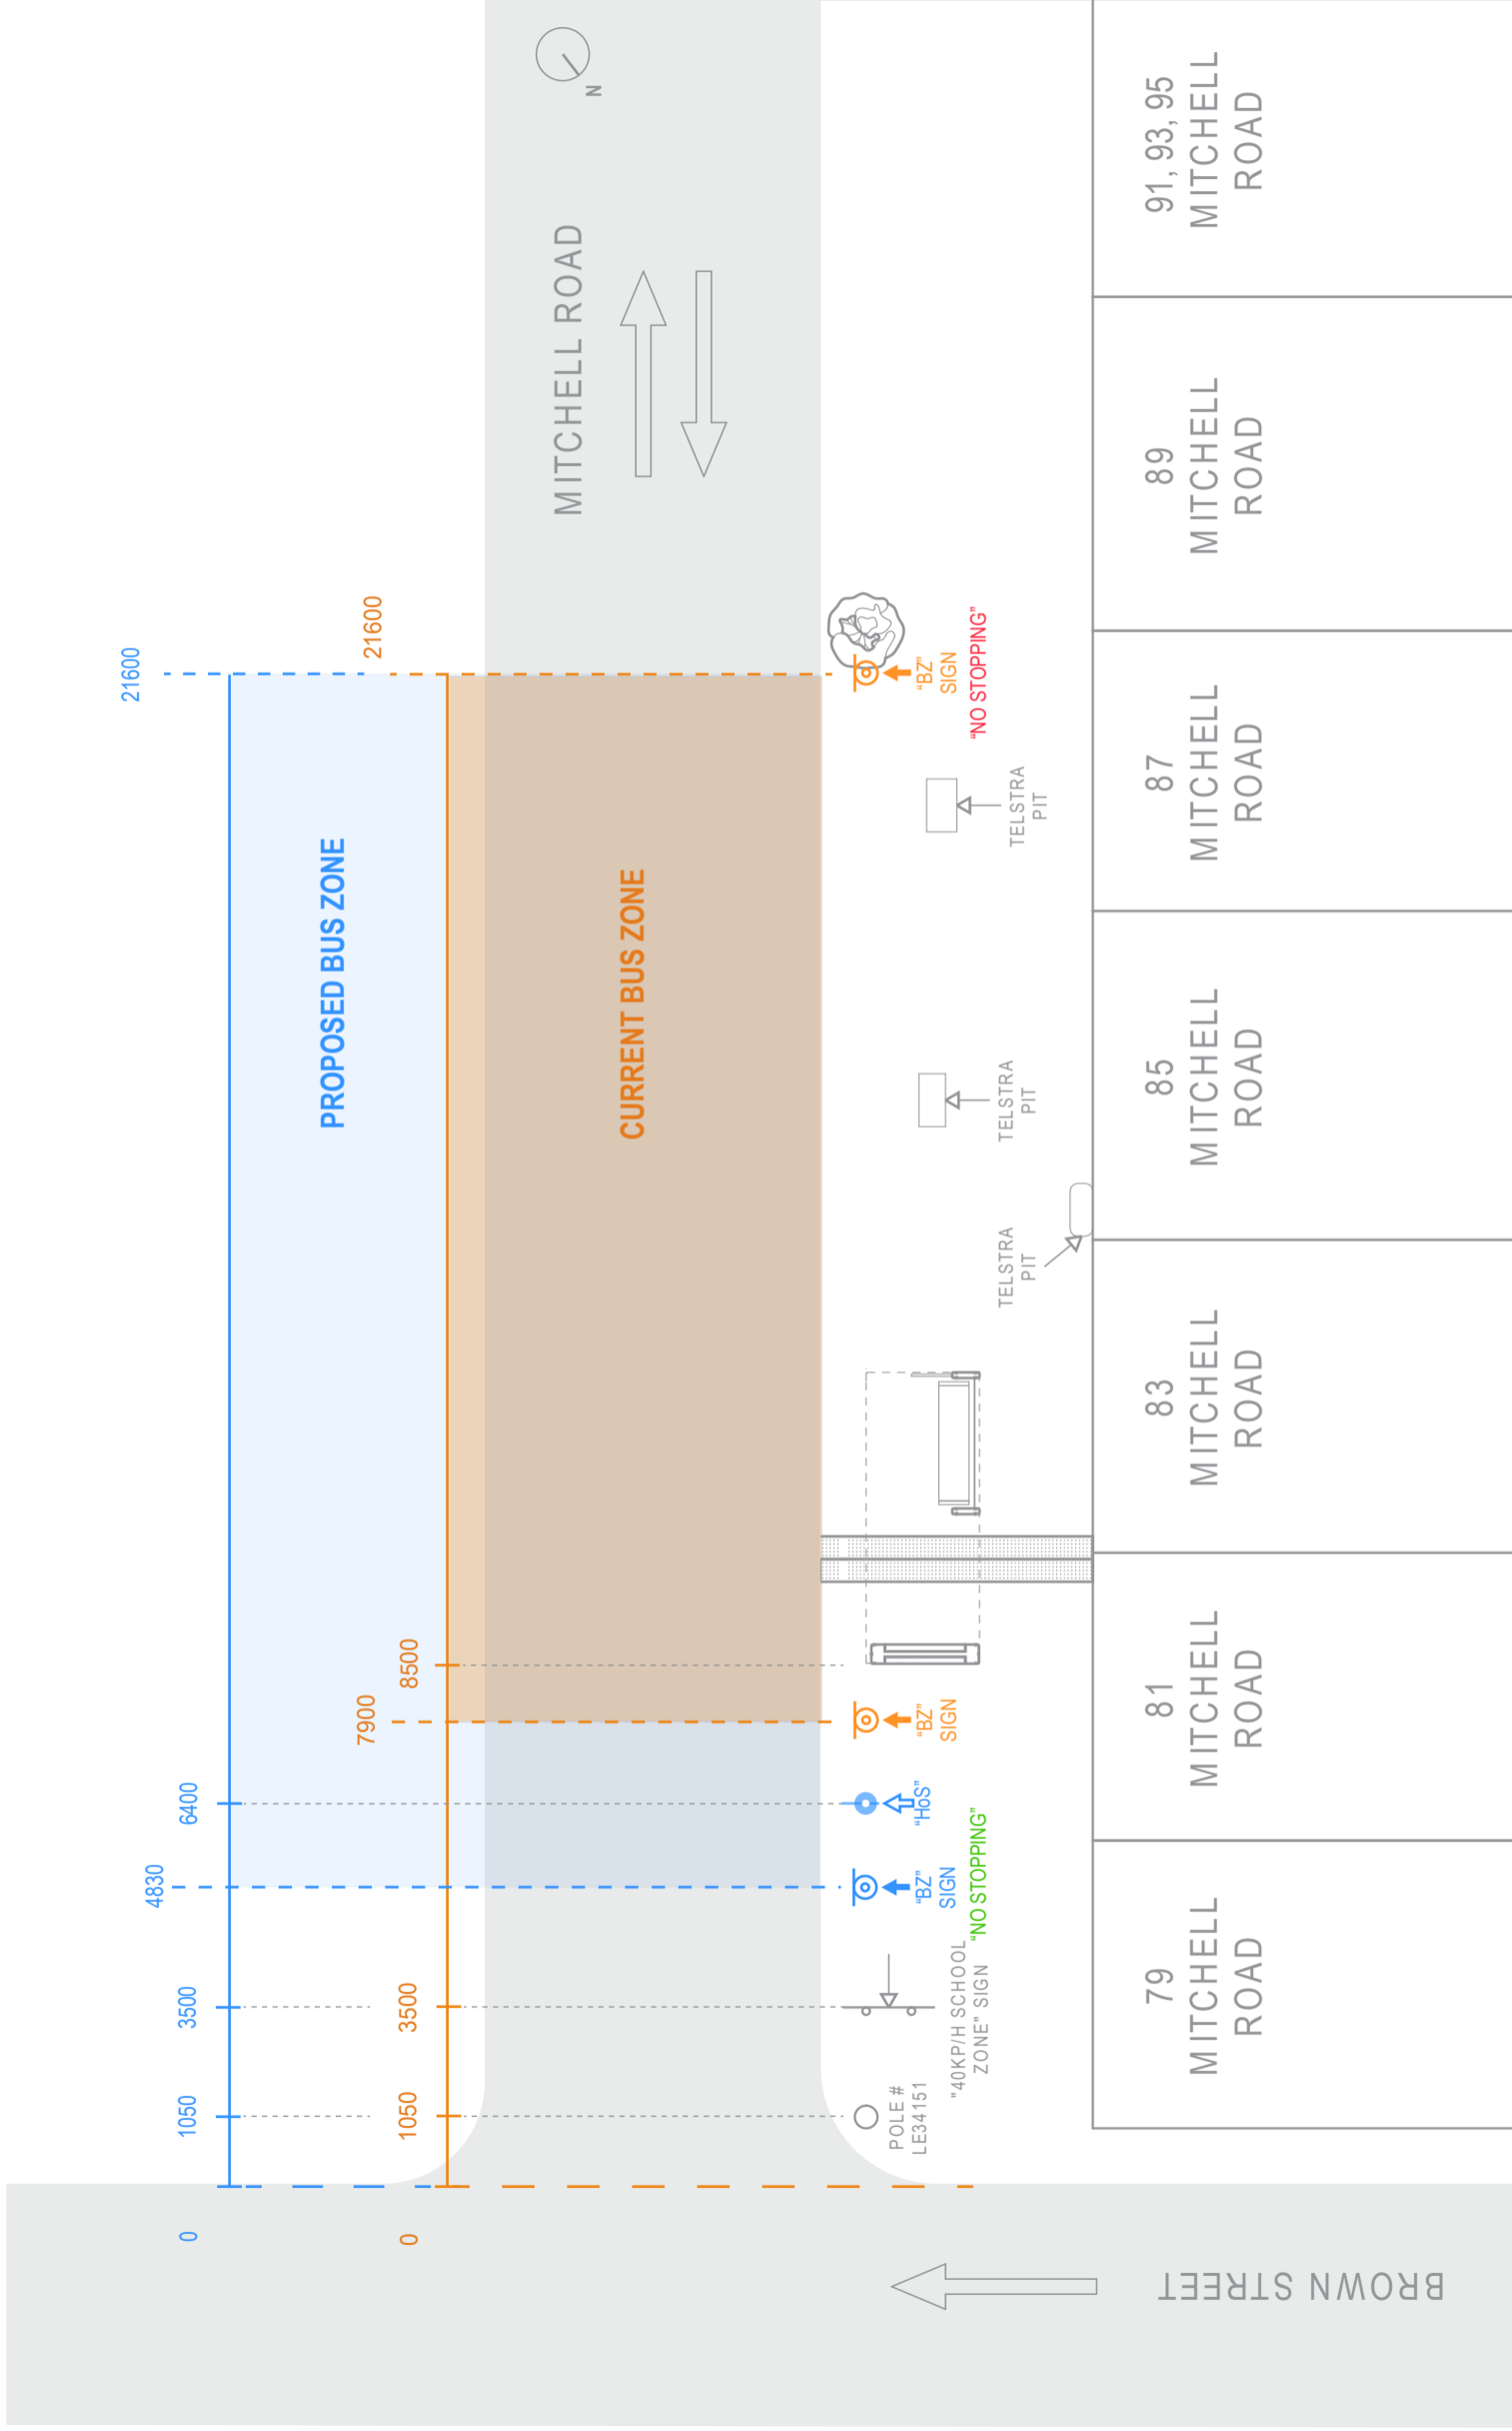 N
MITCHELL ROAD
91, 93, 95
MITCHELL
ROAD
89
MITCHELL
ROAD
87
MITCHELL
ROAD
85
MITCHELL
ROAD
83
MITCHELL
ROAD
81
MITCHELL
ROAD
79
MITCHELL
ROAD
21600
21600
PROPOSED BUS ZONE
CURRENT BUS ZONE
“BZ”
SIGN
“NO STOPPING”
TELSTRA
PIT
TELSTRA
PIT
TELSTRA
PIT
8500
7900
6400
4830
3500
3500
1050
1050
0
0
“BZ”
SIGN
“HoS”
“BZ”
SIGN
“NO STOPPING”
"40KP/H SCHOOL
ZONE" SIGN
POLE #
LE34151
BROWN STREET